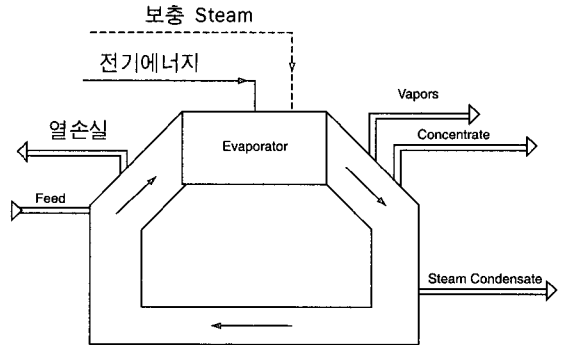 보충 Steam
전기에너지
Vapors
열손실
Concentrate
Evaporator
Feed
Steam Condensate